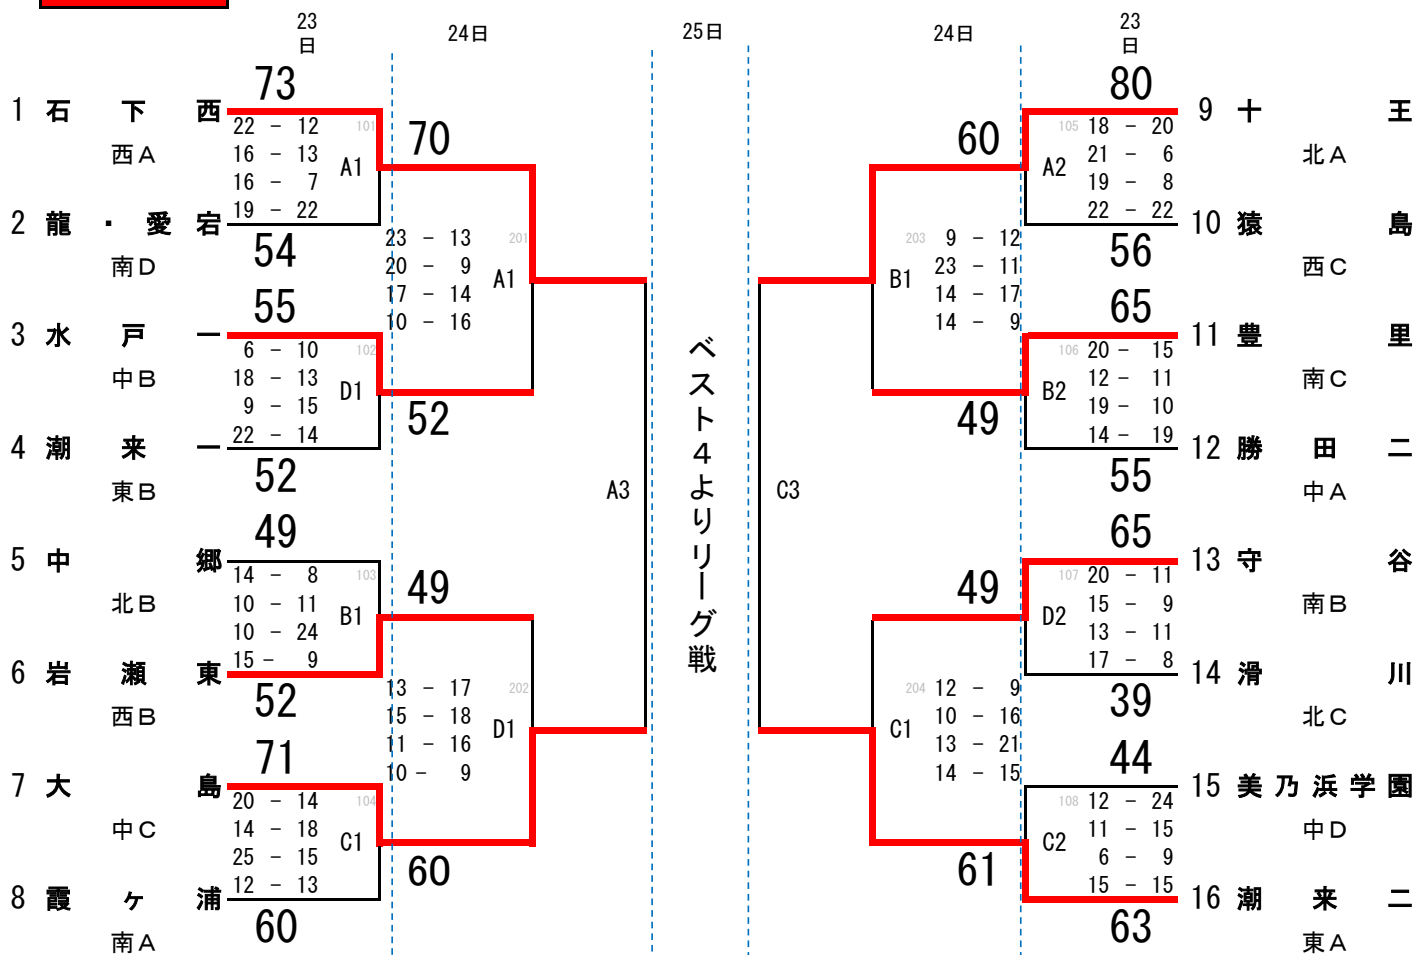 23
日
24日
25日
24日
23
日
73
1 石下西
22 - 12 101
西A
16 - 13
A1
16 - 7
19 - 22
2 龍・愛宕
54
南D
70
23 - 13 201
20 - 9
A1
17 - 14
10 - 16
55
3 水戸一
6 - 10 102
中B
18 - 13
D1
9 - 15
22 - 14
4 潮来一
52
東B
52
A3
49
5 中郷
14 - 8 103
北B
10 - 11
B1
10 - 24
15 - 9
6 岩瀬東
52
西B
49
13 - 17 202
15 - 18
D1
11 - 16
10 - 9
71
7 大島
20 - 14 104
中C
14 - 18
C1
25 - 15
12 - 13
8 霞ヶ浦
60
南A
60
ベスト4よりリーグ戦
80
9 十王
105 18 - 20
北A
21 - 6
A2
19 - 8
22 - 22
10 猿島
56
西C
60
203 9 - 12
23 - 11
B1
14 - 17
14 - 9
65
11 豊里
106 20 - 15
南C
12 - 11
B2
19 - 10
14 - 19
12 勝田二
55
中A
49
C3
65
13 守谷
107 20 - 11
南B
15 - 9
D2
13 - 11
17 - 8
14 滑川
39
北C
49
204 12 - 9
10 - 16
C1
13 - 21
14 - 15
44
15 美乃浜学園
108 12 - 24
中D
11 - 15
C2
6 - 9
15 - 15
16 潮来二
63
東A
61